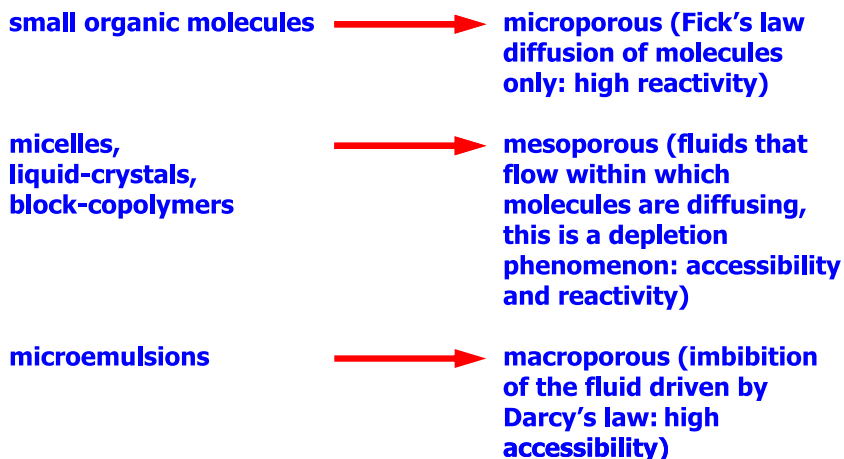 small organic molecules
microporous (Fick’s law
diffusion of molecules
only: high reactivity)
micelles,
liquid-crystals,
block-copolymers
mesoporous (fluids that
flow within which
molecules are diffusing,
this is a depletion
phenomenon: accessibility
and reactivity)
microemulsions
macroporous (imbibition
of the fluid driven by
Darcy’s law: high
accessibility)